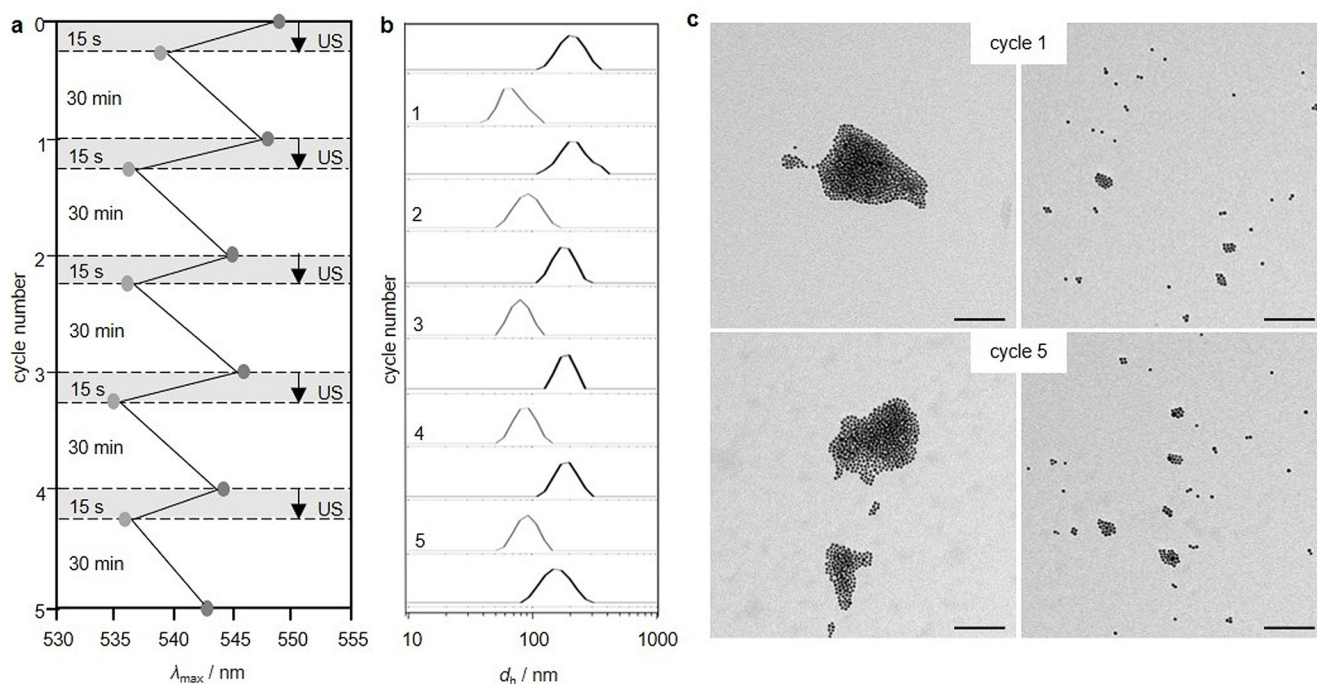 a
cycle number
0
15 s
US
30 min
1
15 s
US
30 min
2
15 s
US
30 min
3
15 s
US
30 min
4
15 s
US
30 min
5
530 535 540 545 550 555
λmax / nm
b
cycle number
1
2
3
4
5
10 100 1000
dh / nm
c
cycle 1
cycle 5